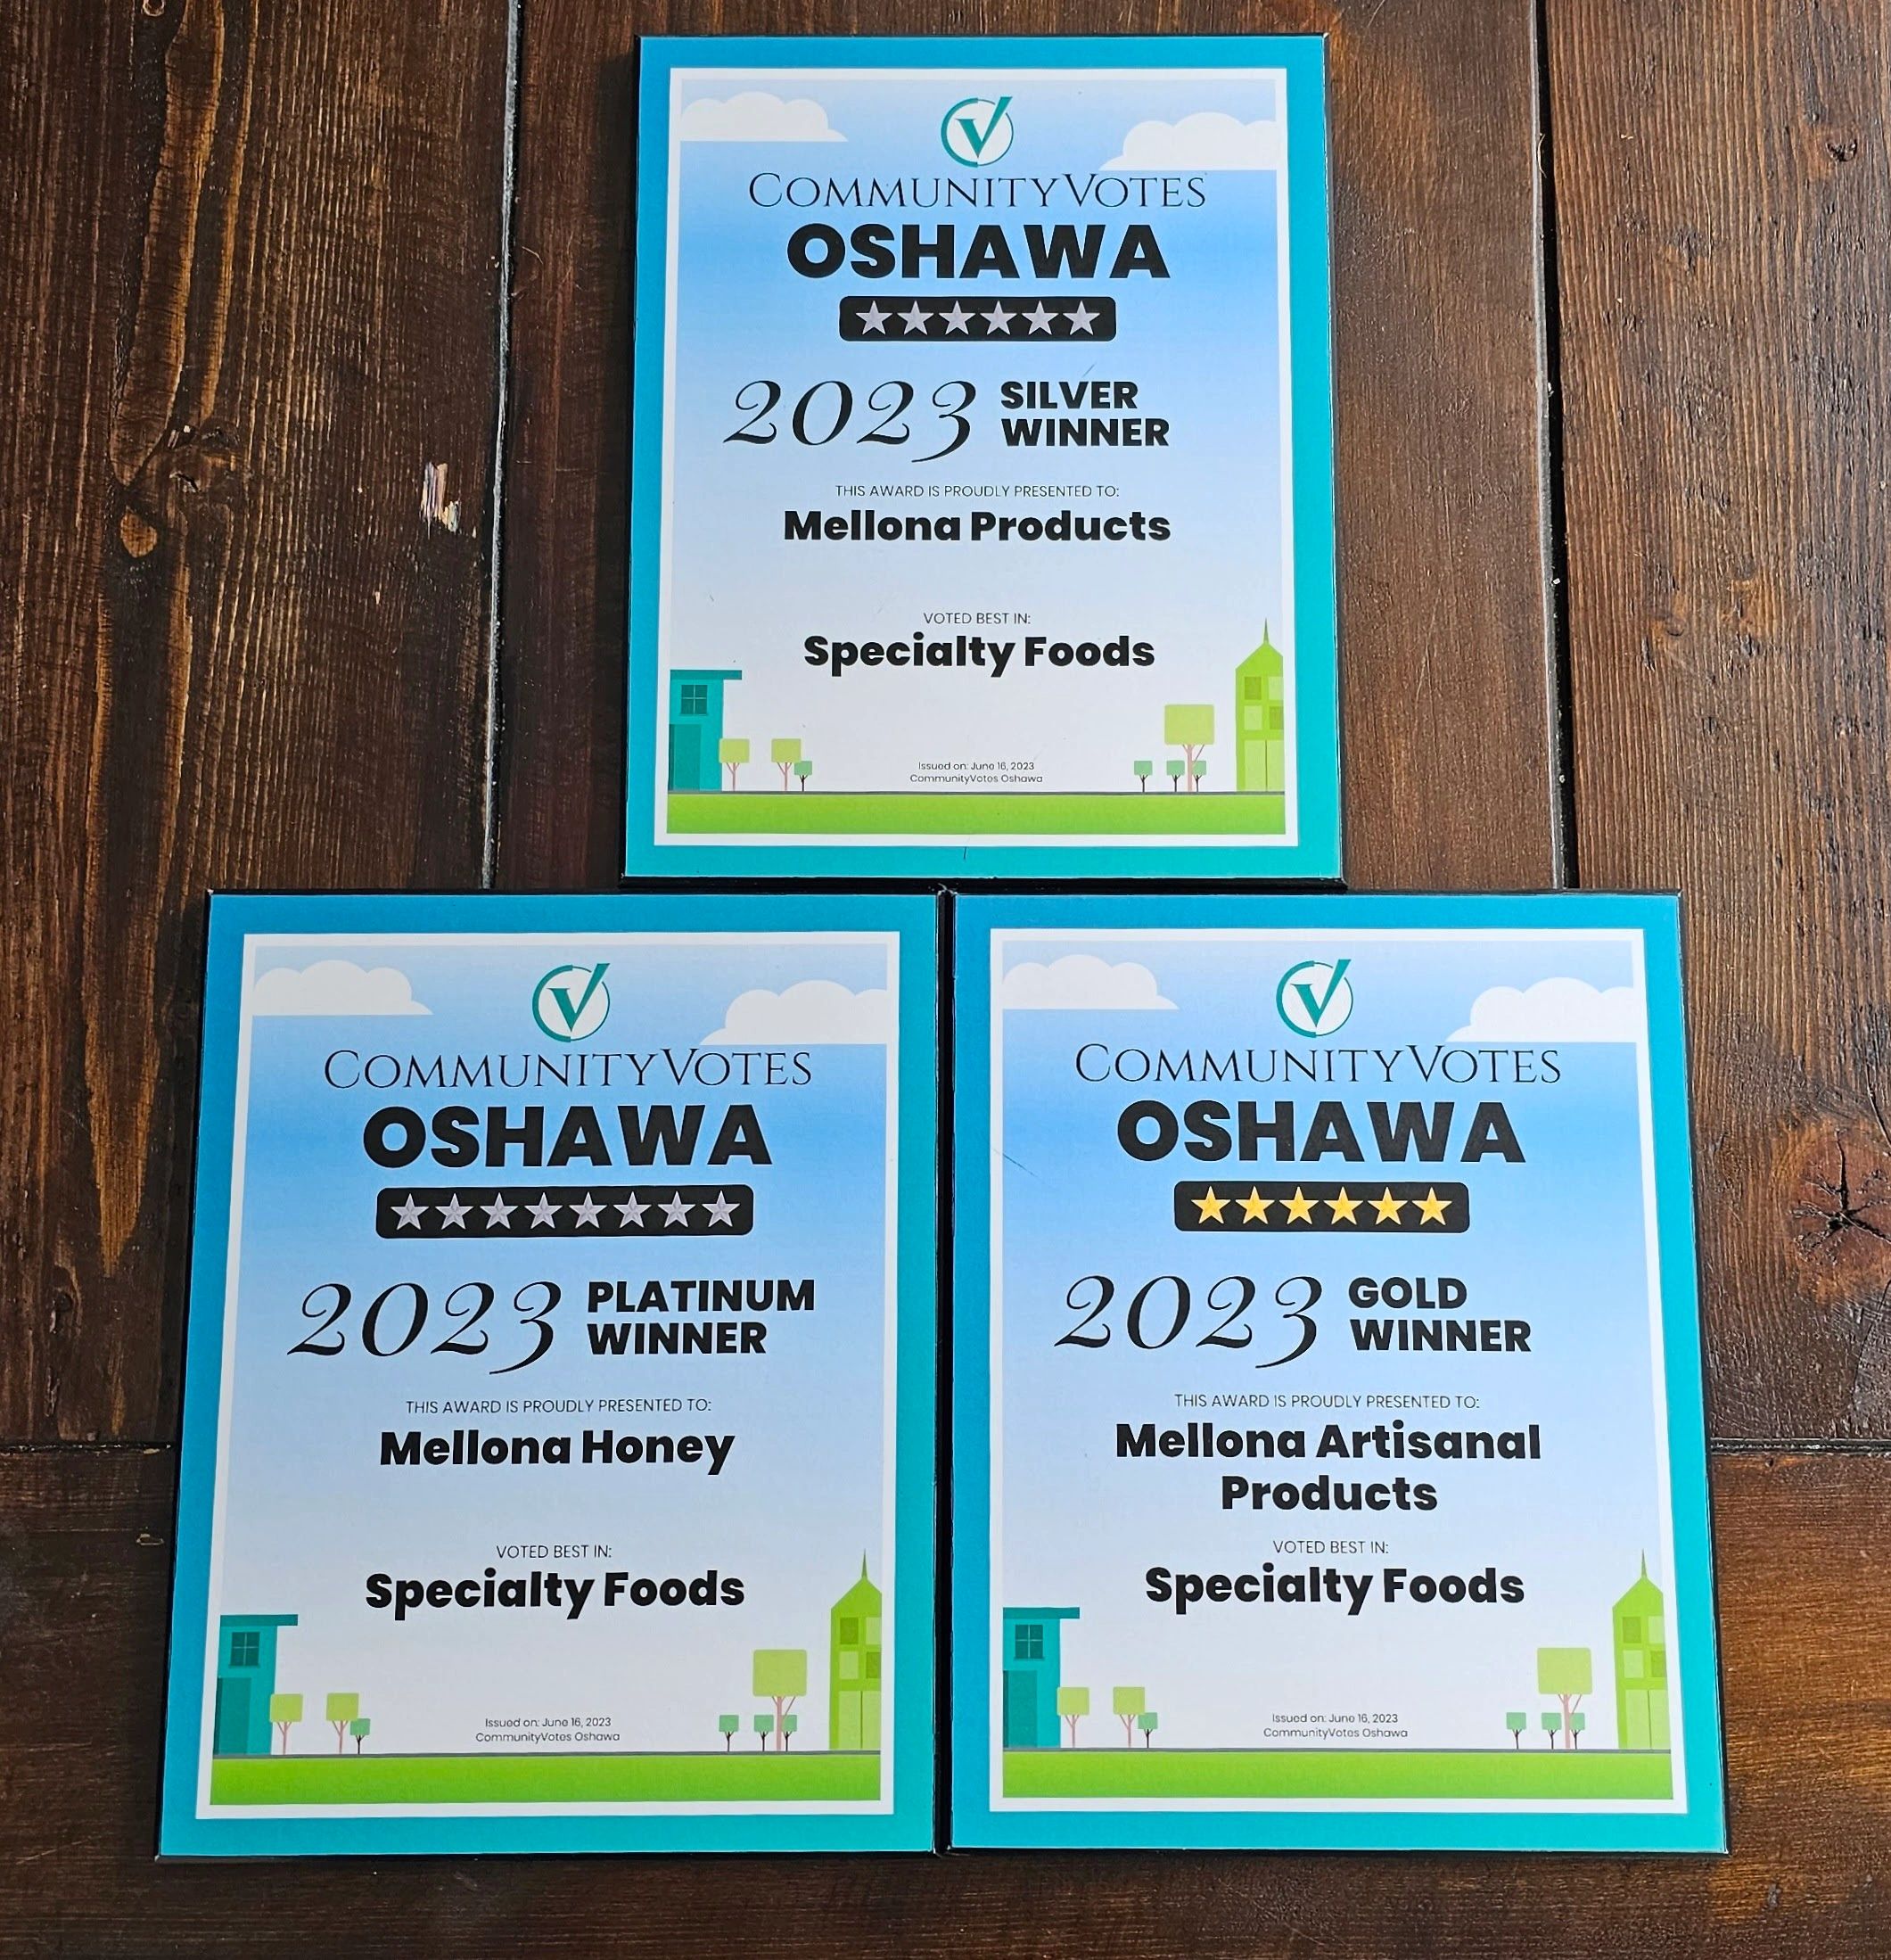 COMMUNITYVOTES
OSHAWA
2023 SILVER
WINNER
THIS AWARD IS PROUDLY PRESENTED TO:
Mellona Products
VOTED BEST IN:
Specialty Foods
Issued on: June 16, 2023
CommunityVotes Oshawa
COMMUNITYVOTES
OSHAWA
2023 PLATINUM
WINNER
THIS AWARD IS PROUDLY PRESENTED TO:
Mellona Honey
VOTED BEST IN:
Specialty Foods
Issued on: June 16, 2023
CommunityVotes Oshawa
COMMUNITYVOTES
OSHAWA
2023 GOLD
WINNER
THIS AWARD IS PROUDLY PRESENTED TO:
Mellona Artisanal
Products
VOTED BEST IN:
Specialty Foods
Issued on: June 16, 2023
CommunityVotes Oshawa